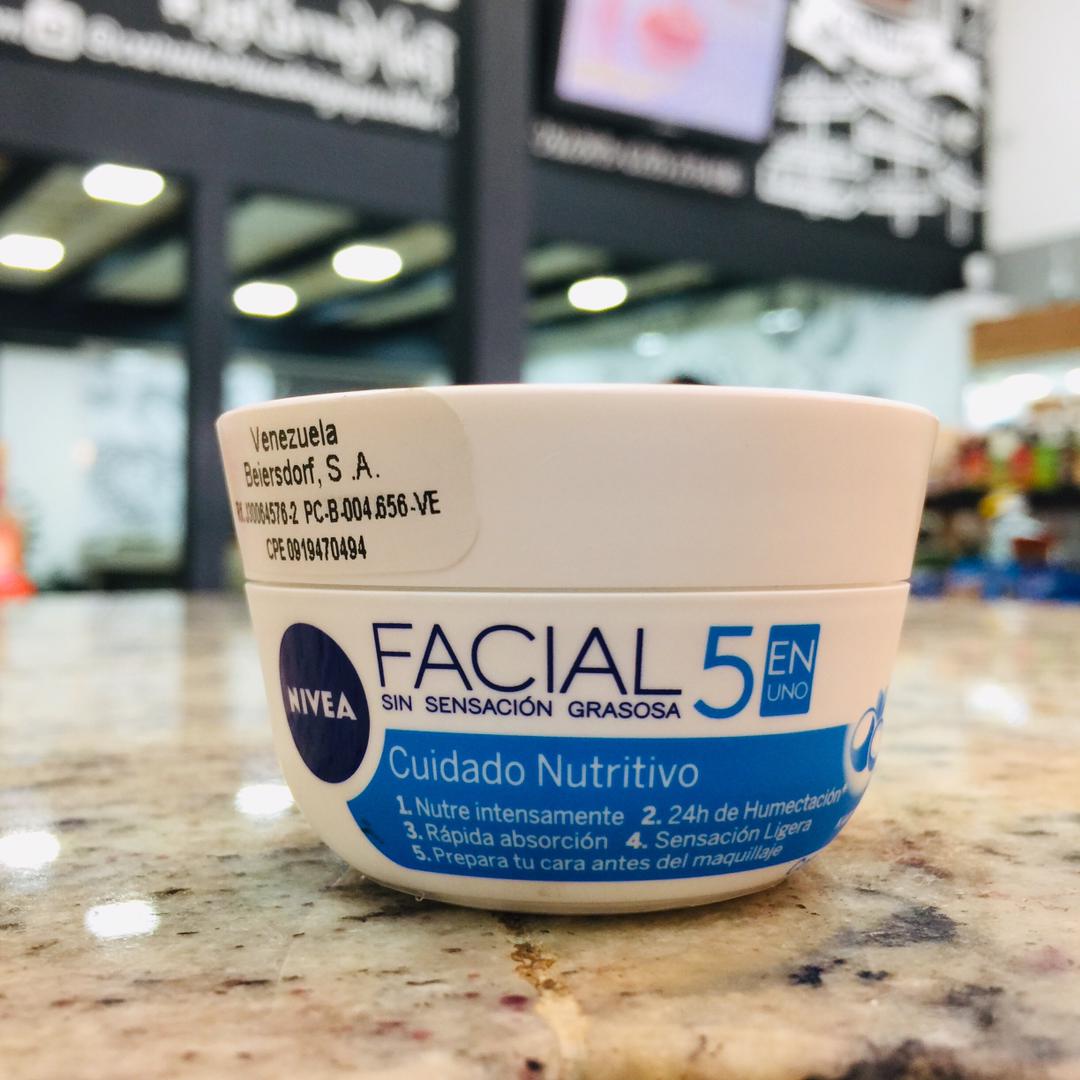 Venezuela
Beiersdorf, S .A.
J00064576-2 PC-B-004.656-VE
CPE 0919470494
NIVEA
FACIAL 5 EN UNO
SIN SENSACIÓN GRASOSA
Cuidado Nutritivo
1. Nutre intensamente 2. 24h de Humectación*
3. Rápida absorción 4. Sensación Ligera
5. Prepara tu cara antes del maquillaje